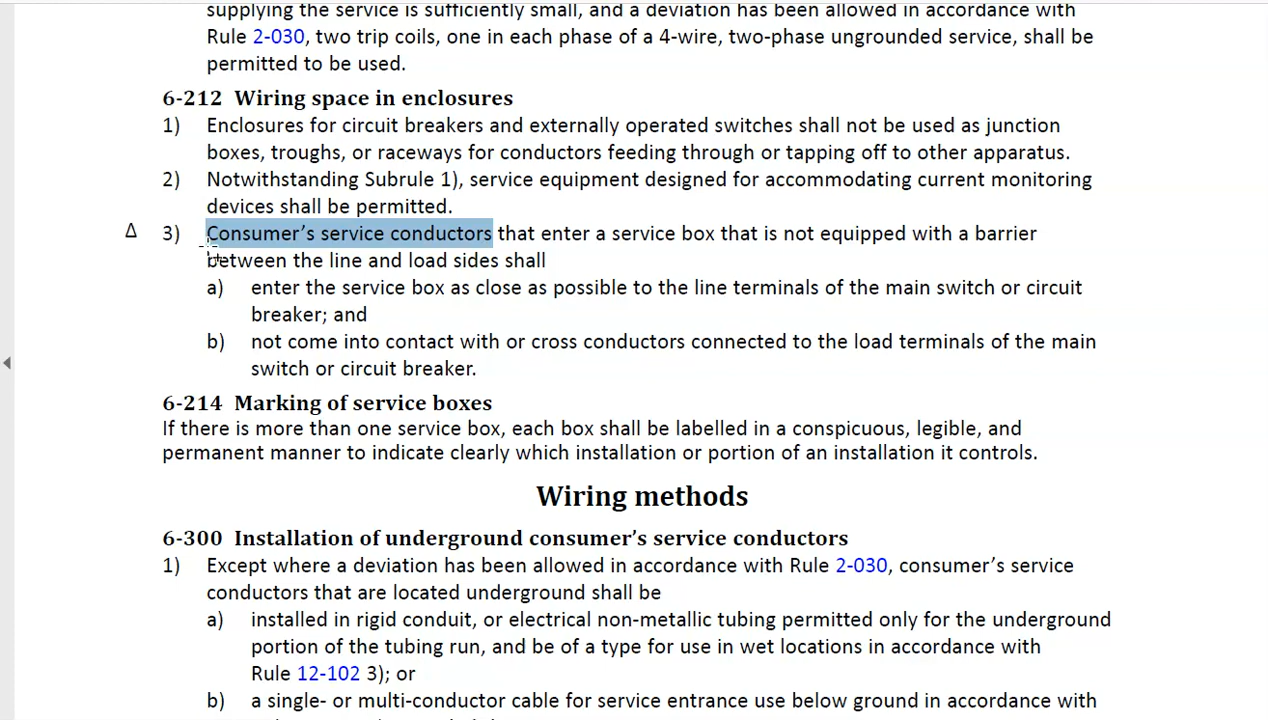 supplying the service is sufficiently small, and a deviation has been allowed in accordance with
Rule 2-030, two trip coils, one in each phase of a 4-wire, two-phase ungrounded service, shall be
permitted to be used.
6-212 Wiring space in enclosures
1) Enclosures for circuit breakers and externally operated switches shall not be used as junction
boxes, troughs, or raceways for conductors feeding through or tapping off to other apparatus.
2) Notwithstanding Subrule 1), service equipment designed for accommodating current monitoring
devices shall be permitted.
Δ 3) Consumer’s service conductors that enter a service box that is not equipped with a barrier
between the line and load sides shall
a) enter the service box as close as possible to the line terminals of the main switch or circuit
breaker; and
b) not come into contact with or cross conductors connected to the load terminals of the main
switch or circuit breaker.
6-214 Marking of service boxes
If there is more than one service box, each box shall be labelled in a conspicuous, legible, and
permanent manner to indicate clearly which installation or portion of an installation it controls.
Wiring methods
6-300 Installation of underground consumer’s service conductors
1) Except where a deviation has been allowed in accordance with Rule 2-030, consumer’s service
conductors that are located underground shall be
a) installed in rigid conduit, or electrical non-metallic tubing permitted only for the underground
portion of the tubing run, and be of a type for use in wet locations in accordance with
Rule 12-102 3); or
b) a single- or multi-conductor cable for service entrance use below ground in accordance with